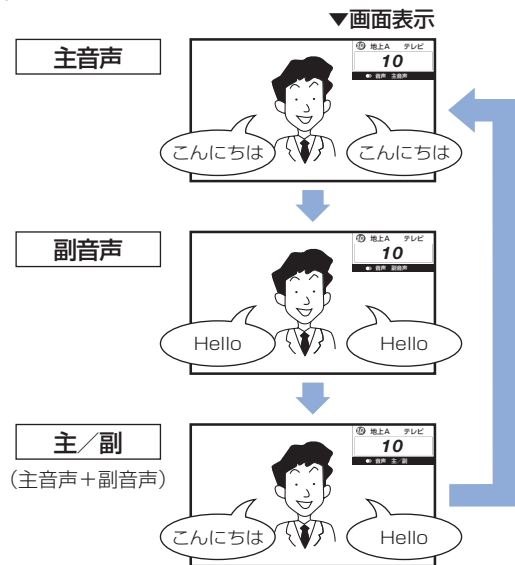 ▼画面表示
主音声
⑩ 地上A テレビ
10
音声 主音声
こんにちは
こんにちは
副音声
⑩ 地上A テレビ
10
音声 副音声
Hello
Hello
主／副
（主音声＋副音声）
⑩ 地上A テレビ
10
音声 主／副
こんにちは
Hello